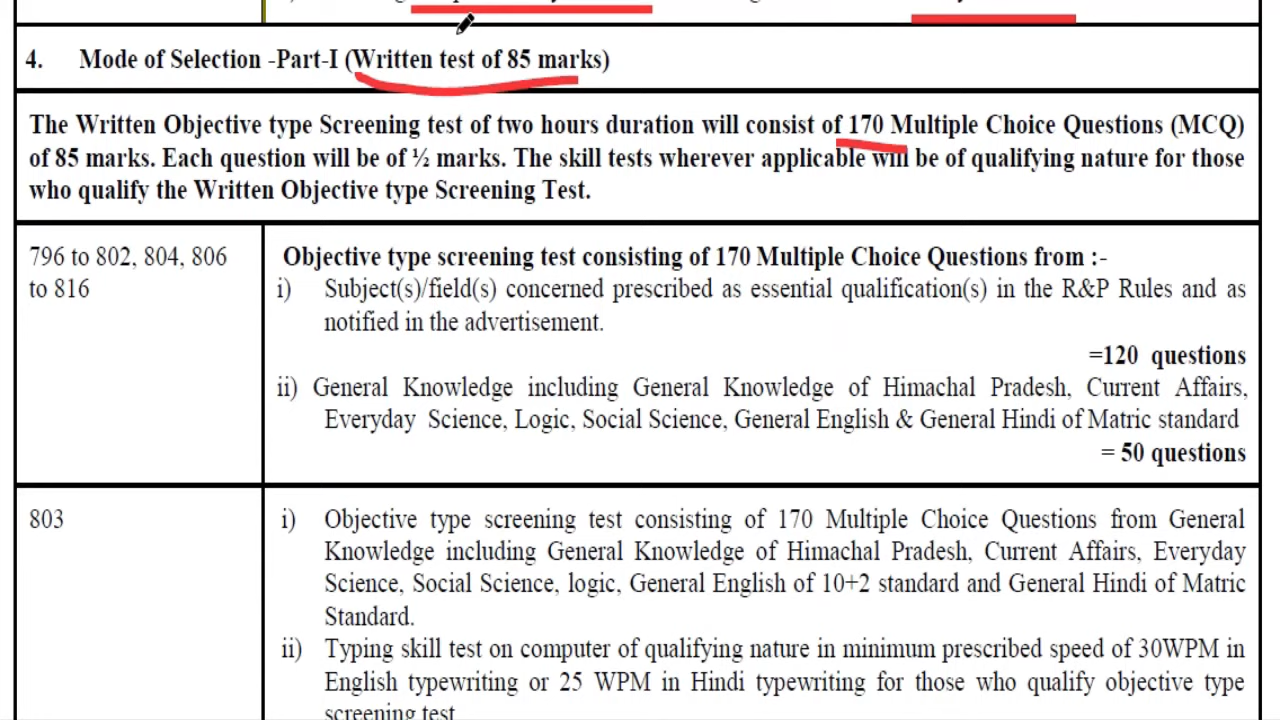 4. Mode of Selection -Part-I (Written test of 85 marks)
The Written Objective type Screening test of two hours duration will consist of 170 Multiple Choice Questions (MCQ)
of 85 marks. Each question will be of ½ marks. The skill tests wherever applicable will be of qualifying nature for those
who qualify the Written Objective type Screening Test.
796 to 802, 804, 806
to 816
Objective type screening test consisting of 170 Multiple Choice Questions from :-
i) Subject(s)/field(s) concerned prescribed as essential qualification(s) in the R&P Rules and as
notified in the advertisement.
=120 questions
ii) General Knowledge including General Knowledge of Himachal Pradesh, Current Affairs,
Everyday Science, Logic, Social Science, General English & General Hindi of Matric standard
= 50 questions
803
i) Objective type screening test consisting of 170 Multiple Choice Questions from General
Knowledge including General Knowledge of Himachal Pradesh, Current Affairs, Everyday
Science, Social Science, logic, General English of 10+2 standard and General Hindi of Matric
Standard.
ii) Typing skill test on computer of qualifying nature in minimum prescribed speed of 30WPM in
English typewriting or 25 WPM in Hindi typewriting for those who qualify objective type
screening test